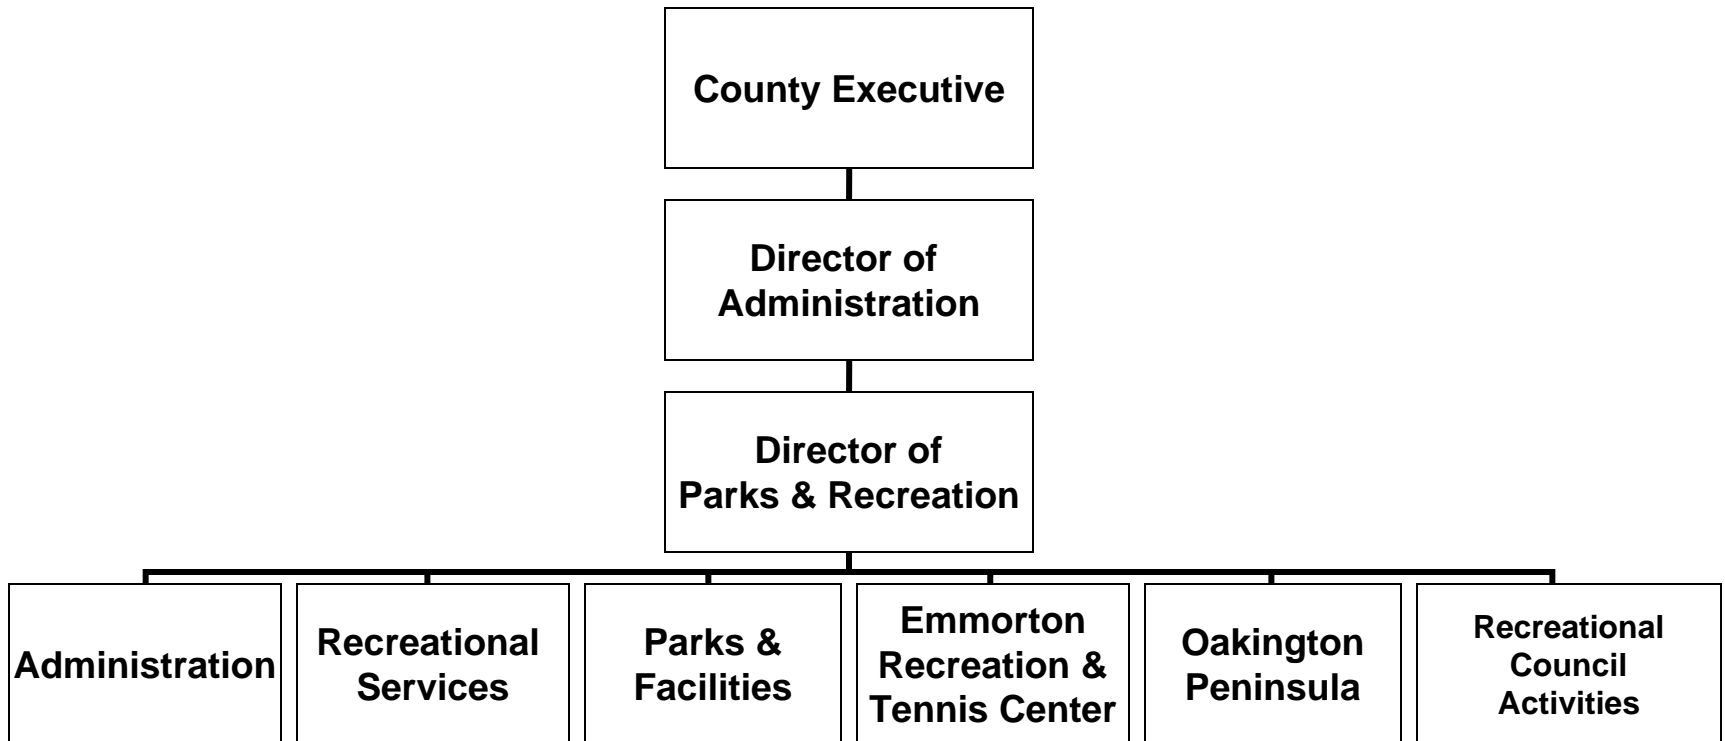 County Executive
Director of
Administration
Director of
Parks & Recreation
Administration
Recreational
Services
Parks &
Facilities
Emmorton
Recreation &
Tennis Center
Oakington
Peninsula
Recreational
Council
Activities